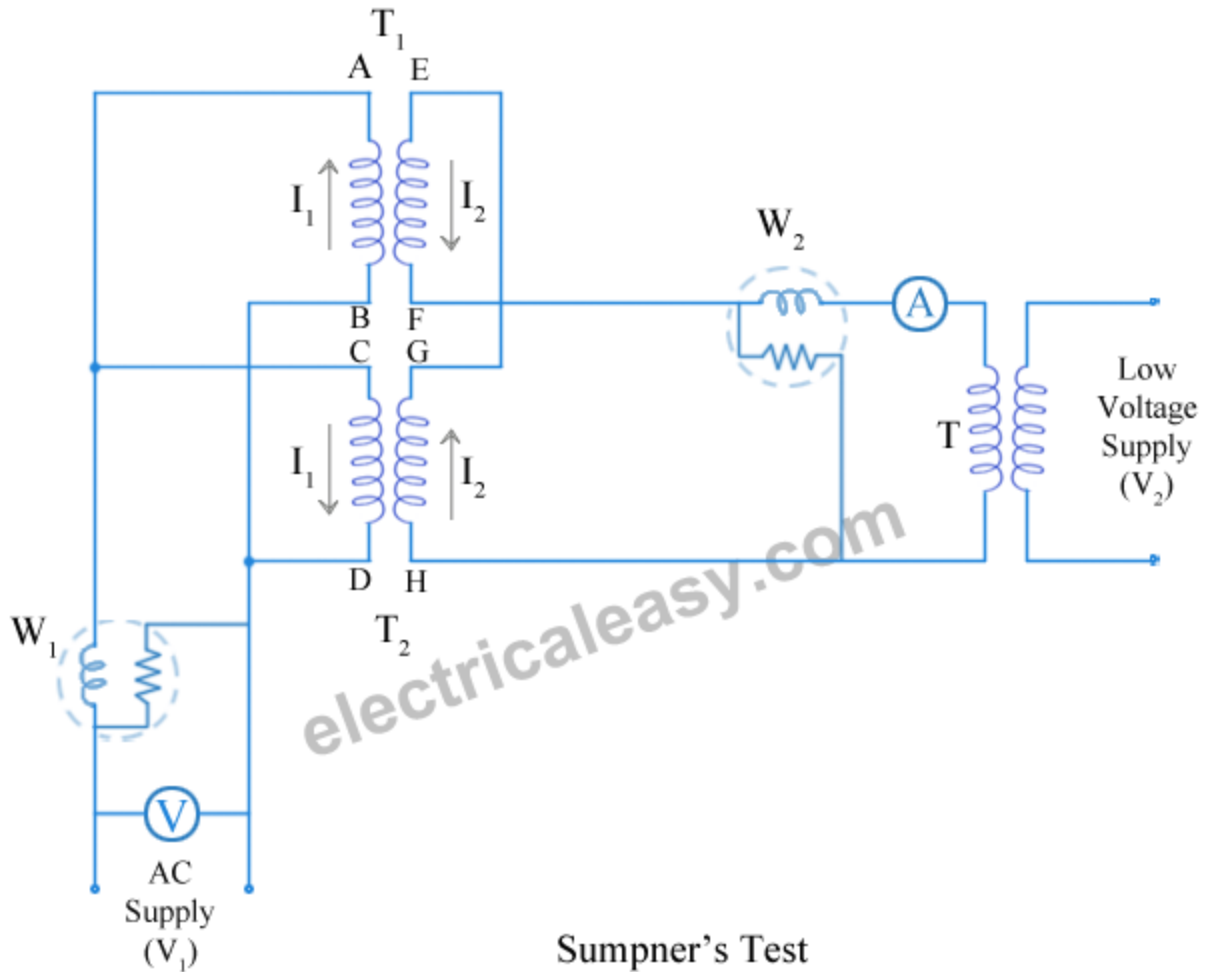 T₁
A E
I₁ I₂
W₂
B F
A
C G
Low
Voltage
Supply
(V₂)
T
I₁ I₂
D H
W₁
T₂
electricaleasy.com
V
AC
Supply
(V₁)
Sumpner's Test